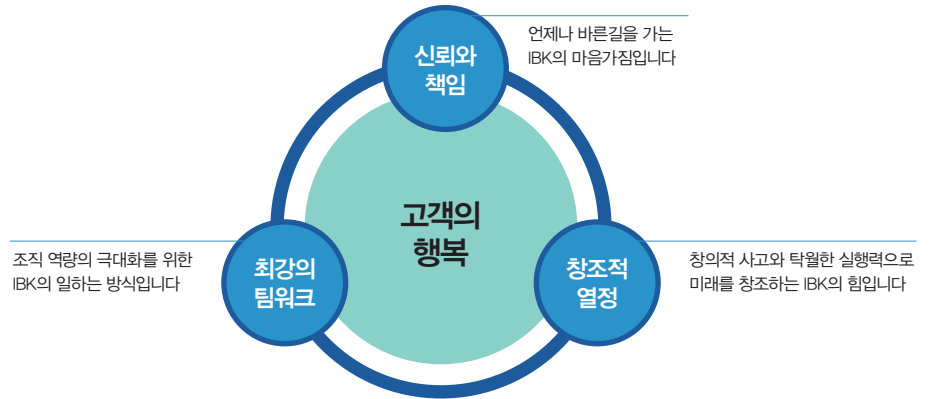 신뢰와
책임
언제나 바른길을 가는
IBK의 마음가짐입니다
고객의
행복
최강의
팀워크
조직 역량의 극대화를 위한
IBK의 일하는 방식입니다
창조적
열정
창의적 사고와 탁월한 실행력으로
미래를 창조하는 IBK의 힘입니다